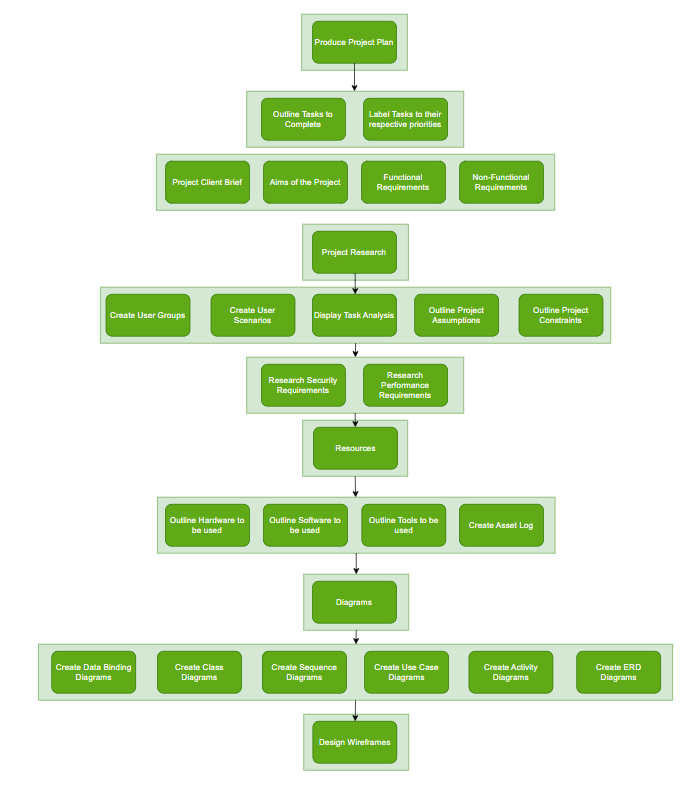 Produce Project Plan
Outline Tasks to
Complete
Label Tasks to their
respective priorities
Project Client Brief
Aims of the Project
Functional
Requirements
Non-Functional
Requirements
Project Research
Create User Groups
Create User
Scenarios
Display Task Analysis
Outline Project
Assumptions
Outline Project
Constraints
Research Security
Requirements
Research
Performance
Requirements
Resources
Outline Hardware to
be used
Outline Software to
be used
Outline Tools to be
used
Create Asset Log
Diagrams
Create Data Binding
Diagrams
Create Class
Diagrams
Create Sequence
Diagrams
Create Use Case
Diagrams
Create Activity
Diagrams
Create ERD
Diagrams
Design Wireframes